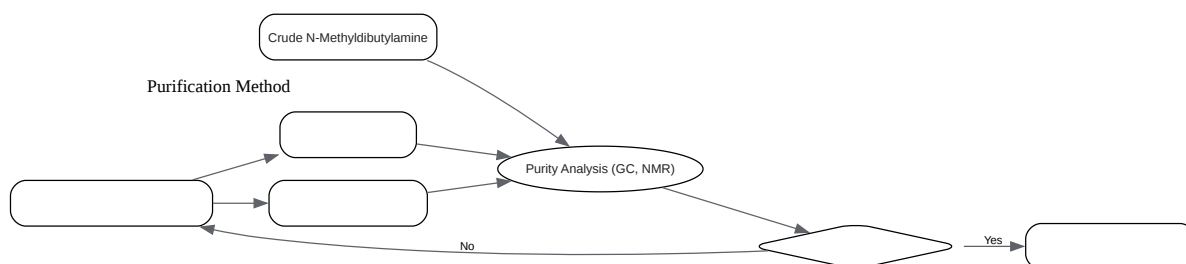 Crude N-Methyldibutylamine
Purification Method
Purity Analysis (GC, NMR)
No
Yes